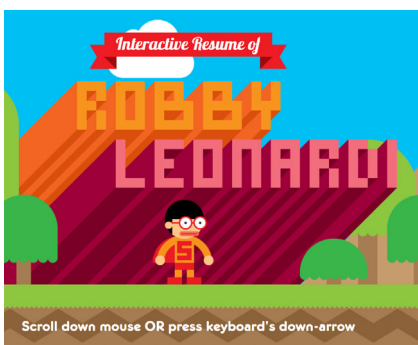 Interactive Resume of
ROBBY
LEONARDI
S
Scroll down mouse OR press keyboard's down-arrow